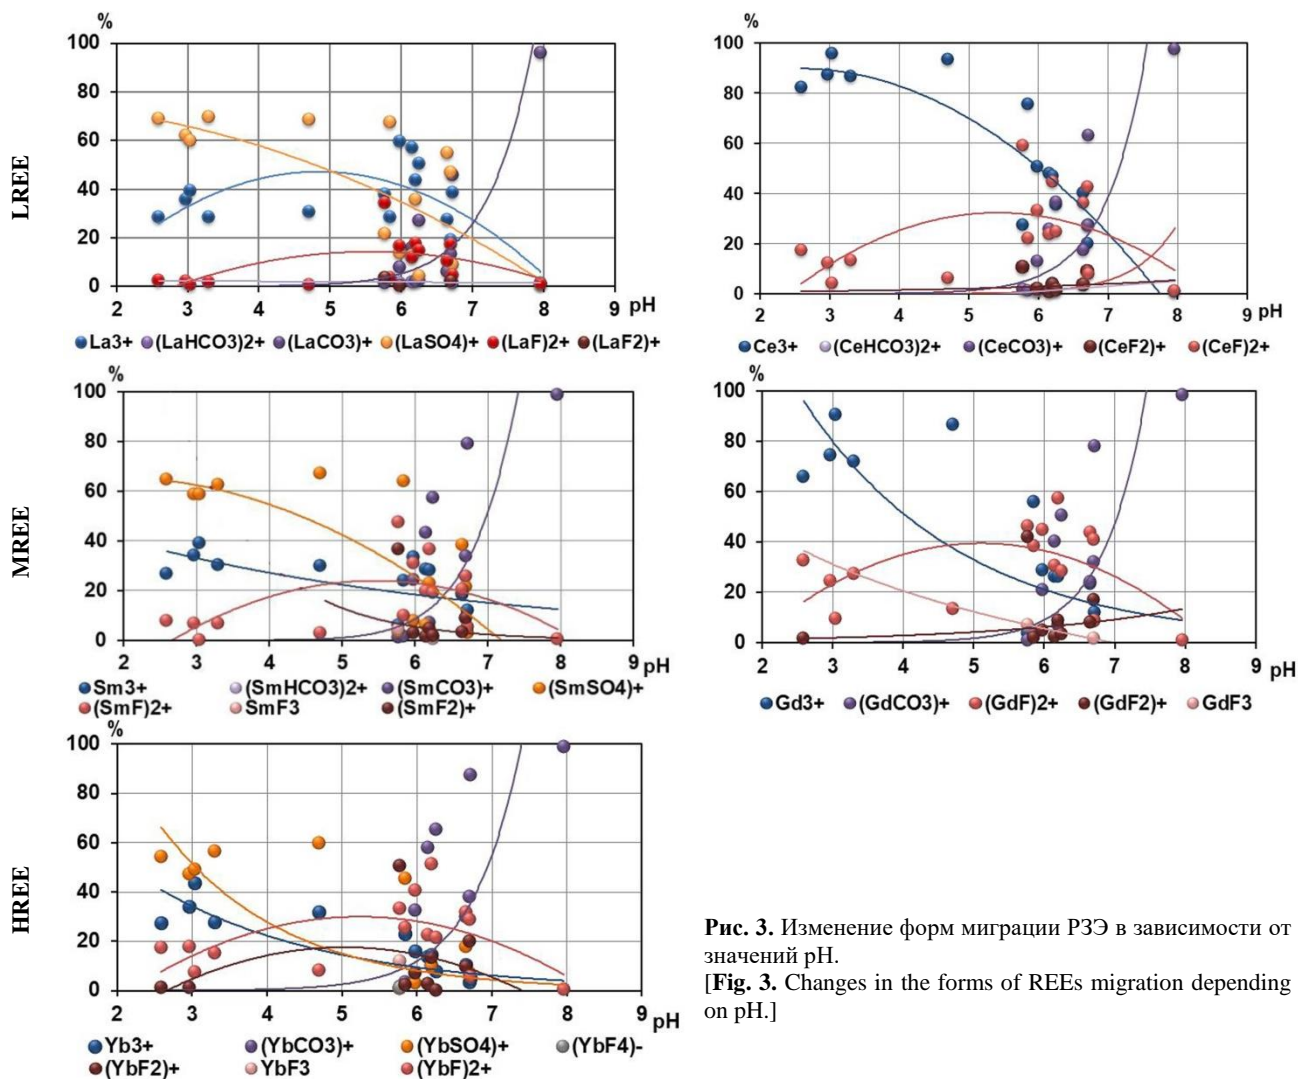 LREE
%
100
80
60
40
20
0
2 3 4 5 6 7 8 9
pH
La3+ (LaHCO3)2+ (LaCO3)+ (LaSO4)+ (LaF)2+ (LaF2)+
%
100
80
60
40
20
0
2 3 4 5 6 7 8 9
pH
Ce3+ (CeHCO3)2+ (CeCO3)+ (CeF2)+ (CeF)2+
MREE
%
100
80
60
40
20
0
2 3 4 5 6 7 8 9
pH
Sm3+ (SmHCO3)2+ (SmCO3)+ (SmSO4)+
(SmF)2+ SmF3 (SmF2)+
%
100
80
60
40
20
0
2 3 4 5 6 7 8 9
pH
Gd3+ (GdCO3)+ (GdF)2+ (GdF2)+ GdF3
HREE
100
80
60
40
20
0
2 3 4 5 6 7 8 9
pH
Yb3+ (YbCO3)+ (YbSO4)+ (YbF4)-
(YbF2)+ YbF3 (YbF)2+
Рис. 3. Изменение форм миграции РЗЭ в зависимости от
значений pH.
[Fig. 3. Changes in the forms of REEs migration depending
on pH.]